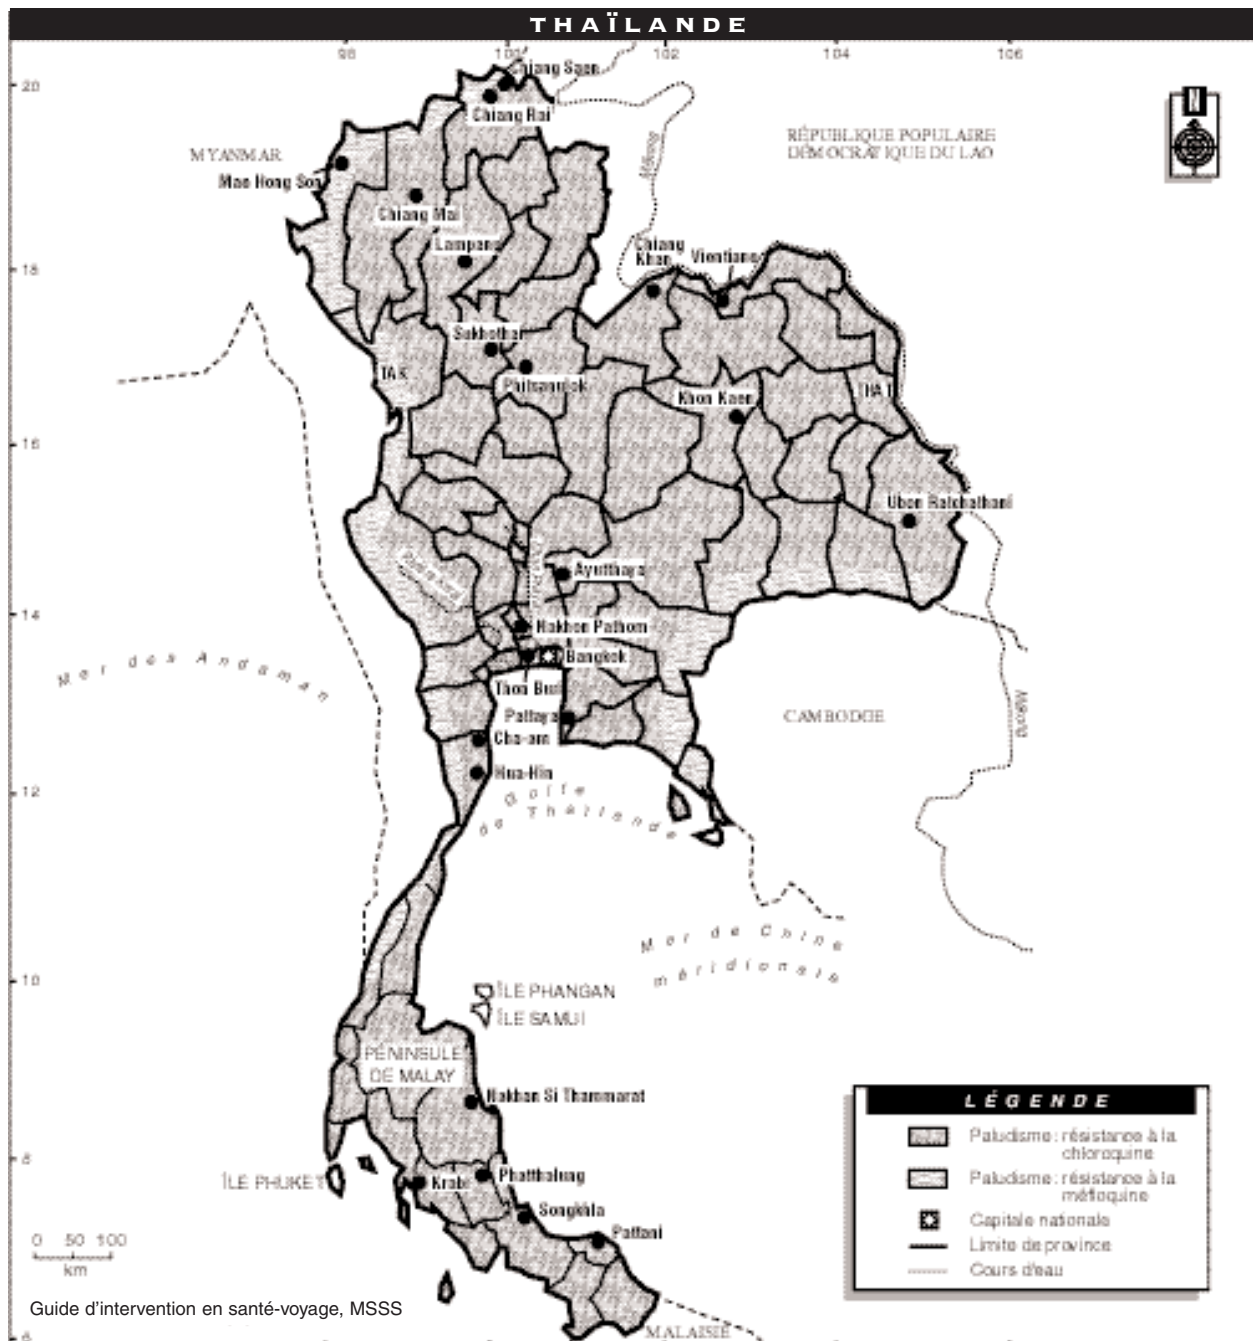 THAÏLANDE
98 100 102 104 106
20
18
16
14
12
10
8
6
N
Chiang Saen
Chiang Rai
MYANMAR
Mae Hong Son
Chiang Mai
Lampang
Mékong
RÉPUBLIQUE POPULAIRE
DÉMOCRATIQUE DU LAO
Chiang
Khan
Vientiane
Sukhothai
TAK
Phitsanulok
Khon Kaen
THAT
Ubon Ratchathani
Ayutthaya
Nakhon Pathom
Bangkok
Thon Buri
Pattaya
Cha-am
Hua-Hin
Mer des Andaman
CAMBODGE
Mékong
Golfe
de Thaïlande
Mer de Chine
méridionale
ÎLE PHANGAN
ÎLE SAMUI
PÉNINSULE
DE MALAY
Nakhon Si Thammarat
ÎLE PHUKET
Krabi
Phatthalung
Songkhla
Pattani
MALAISIE
LÉGENDE
Paludisme : résistance à la
chloroquine
Paludisme : résistance à la
méfloquine
Capitale nationale
Limite de province
Cours d'eau
0 50 100
km
Guide d'intervention en santé-voyage, MSSS